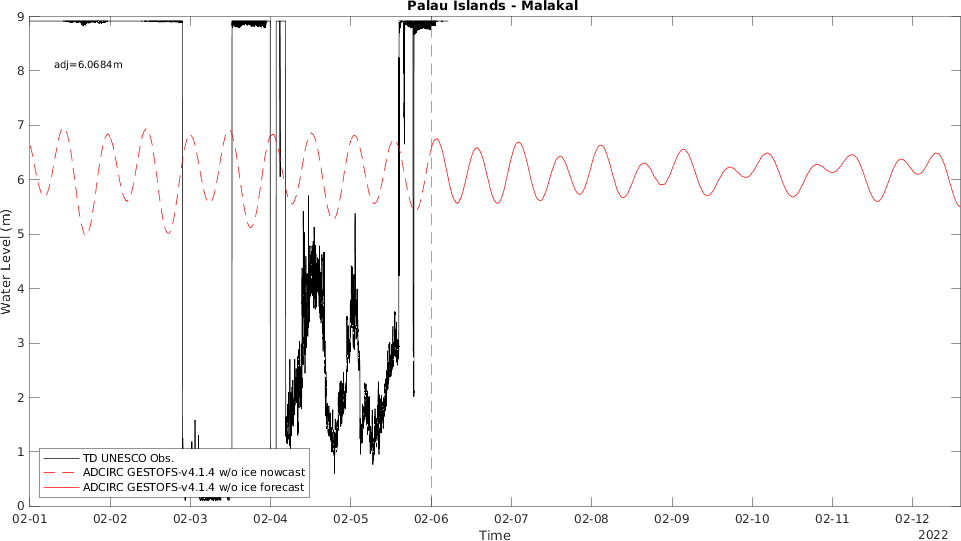 Palau Islands - Malakal
9
8
7
6
5
4
3
2
1
0
Water Level (m)
adj=6.0684m
TD UNESCO Obs.
ADCIRC GESTOFS-v4.1.4 w/o ice nowcast
ADCIRC GESTOFS-v4.1.4 w/o ice forecast
02-01 02-02 02-03 02-04 02-05 02-06 02-07 02-08 02-09 02-10 02-11 02-12
Time
2022